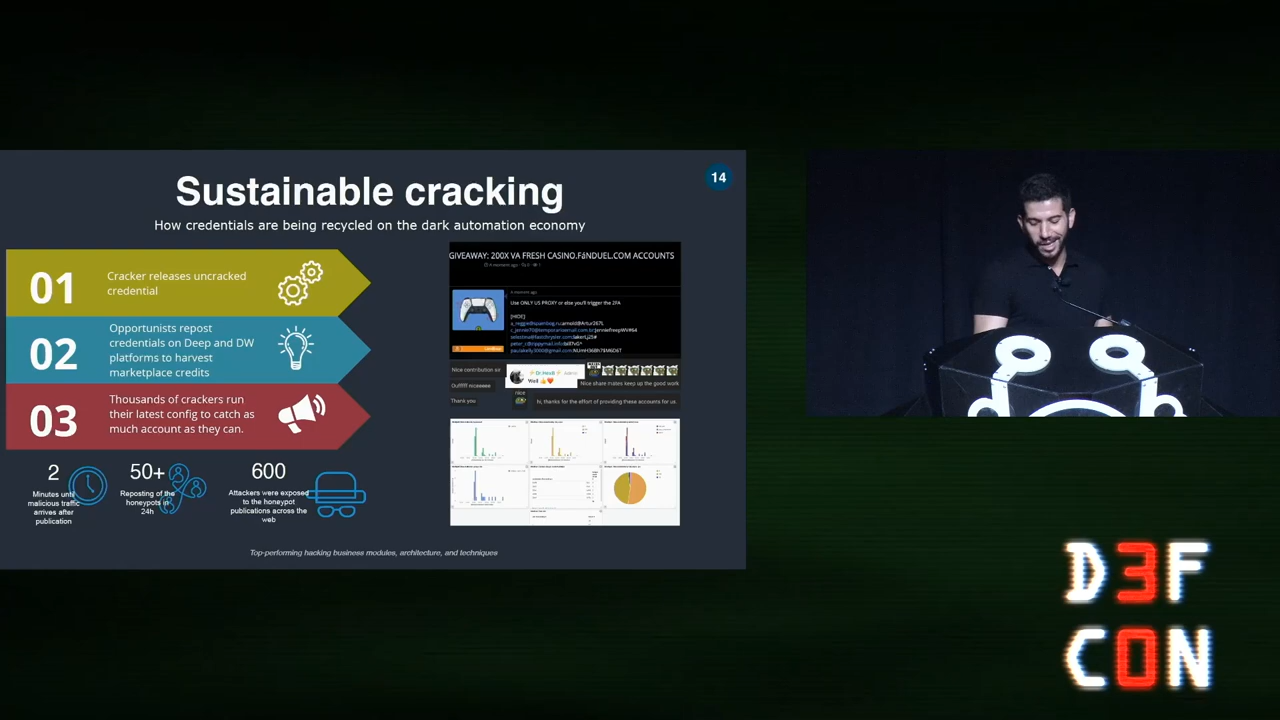 Sustainable cracking
14
How credentials are being recycled on the dark automation economy
01
Cracker releases uncracked
credential
02
Opportunists repost
credentials on Deep and DW
platforms to harvest
marketplace credits
03
Thousands of crackers run
their latest config to catch as
much account as they can.
2
Minutes until
malicious traffic
arrives after
publication
50+
Reposting of the
honeypots in
24h
600
Attackers were exposed
to the honeypot
publications across the
web
GIVEAWAY: 200X VA FRESH CASINO.FANDUEL.COM ACCOUNTS
Use ONLY US PROXY or else you'll trigger the 2FA
[HIDE]
Nice contribution sir
Well
Nice share makes keep up the good work
Thank you
nice
N, thanks for the effort of providing these accounts for us
Top-performing hacking business modules, architecture, and techniques
D3F
C0N